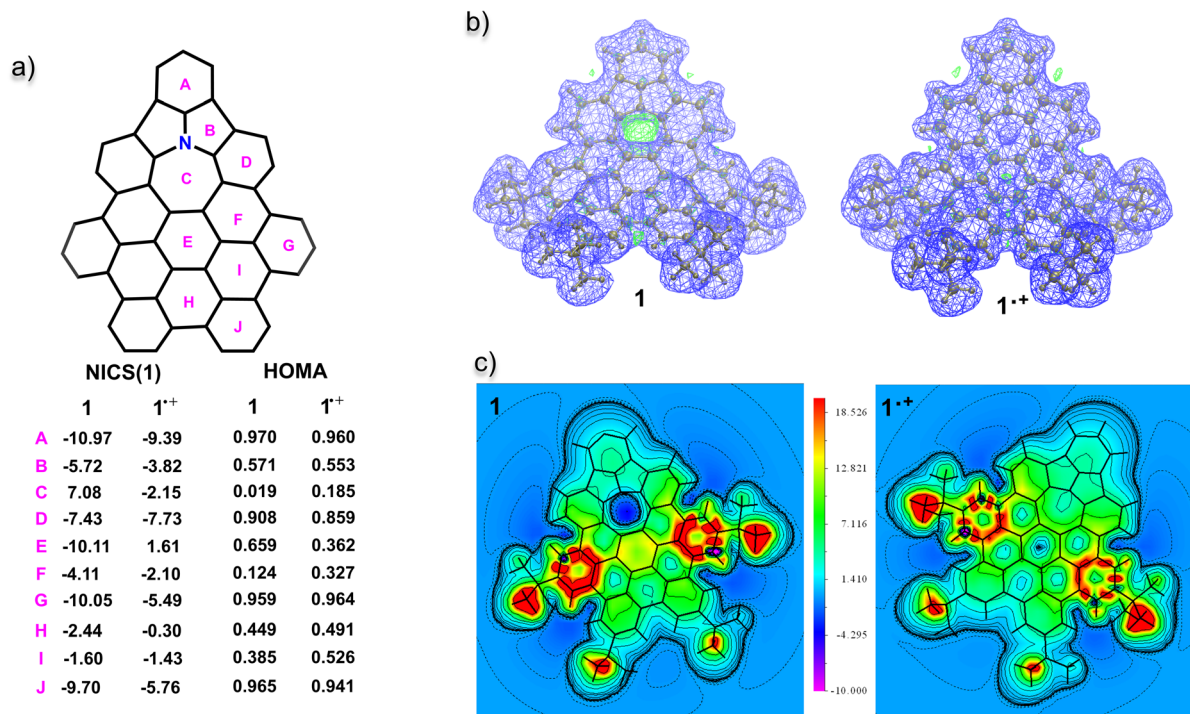 a)
A
B
N
C
D
F
E
G
I
H
J
NICS(1) HOMA
1 1•+ 1 1•+
A -10.97 -9.39 0.970 0.960
B -5.72 -3.82 0.571 0.553
C 7.08 -2.15 0.019 0.185
D -7.43 -7.73 0.908 0.859
E -10.11 1.61 0.659 0.362
F -4.11 -2.10 0.124 0.327
G -10.05 -5.49 0.959 0.964
H -2.44 -0.30 0.449 0.491
I -1.60 -1.43 0.385 0.526
J -9.70 -5.76 0.965 0.941
b)
1 1•+
c)
1
18.526
12.821
7.116
1.410
-4.295
-10.000
1•+